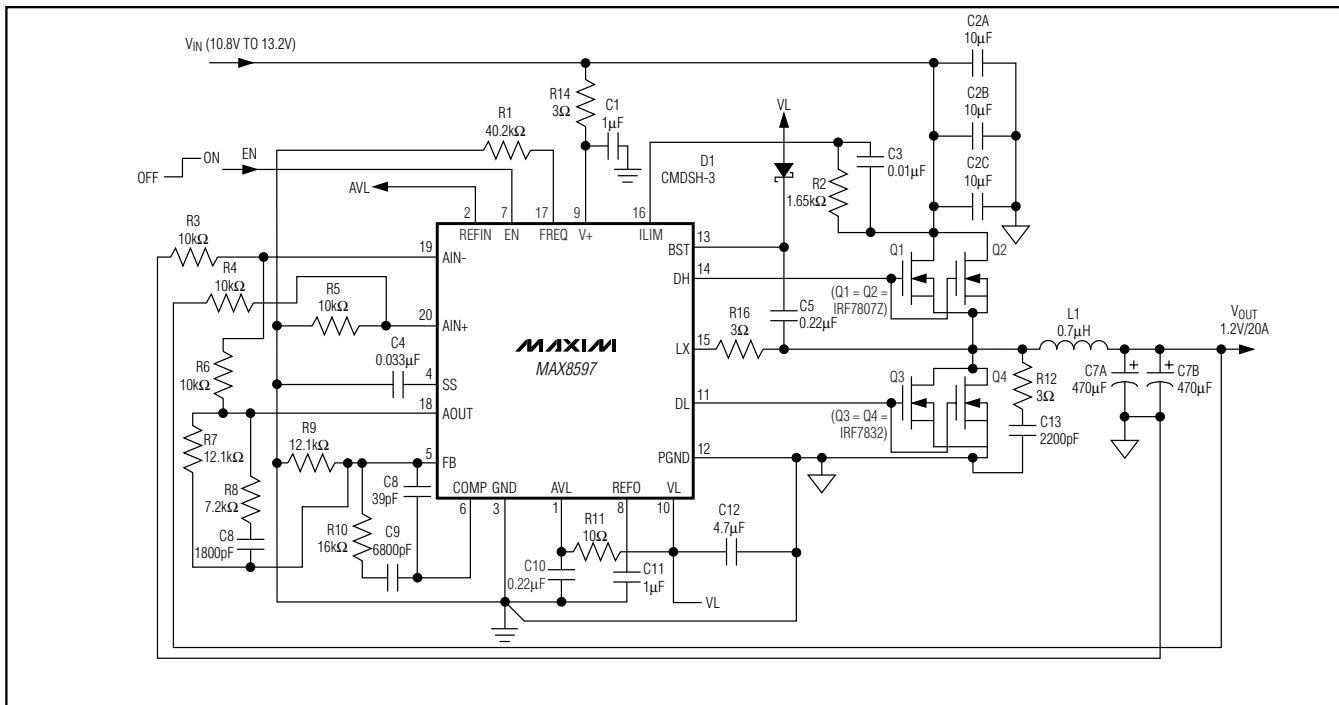 VIN (10.8V TO 13.2V)
C2A
10µF
C2B
10µF
C2C
10µF
R14
3Ω
C1
1µF
VL
R1
40.2kΩ
OFF
ON
EN
AVL
D1
CMDSH-3
R2
1.65kΩ
C3
0.01µF
2
7
17
9
16
REFIN
EN
FREQ
V+
ILIM
R3
10kΩ
19
AIN-
R4
10kΩ
R5
10kΩ
20
AIN+
C4
0.033µF
4
SS
R6
10kΩ
18
AOUT
R7
12.1kΩ
R9
12.1kΩ
5
FB
R8
7.2kΩ
C8
1800pF
R10
16kΩ
C9
6800pF
C8
39pF
MAXIM
MAX8597
13
BST
14
DH
Q1
Q2
(Q1 = Q2 =
IRF7807Z)
C5
0.22µF
R16
3Ω
15
LX
L1
0.7µH
VOUT
1.2V/20A
C7A
470µF
C7B
470µF
R12
3Ω
C13
2200pF
11
DL
Q3
Q4
(Q3 = Q4 =
IRF7832)
12
PGND
COMP
GND
AVL
REFO
VL
6
3
1
8
10
R11
10Ω
C12
4.7µF
C10
0.22µF
C11
1µF
VL